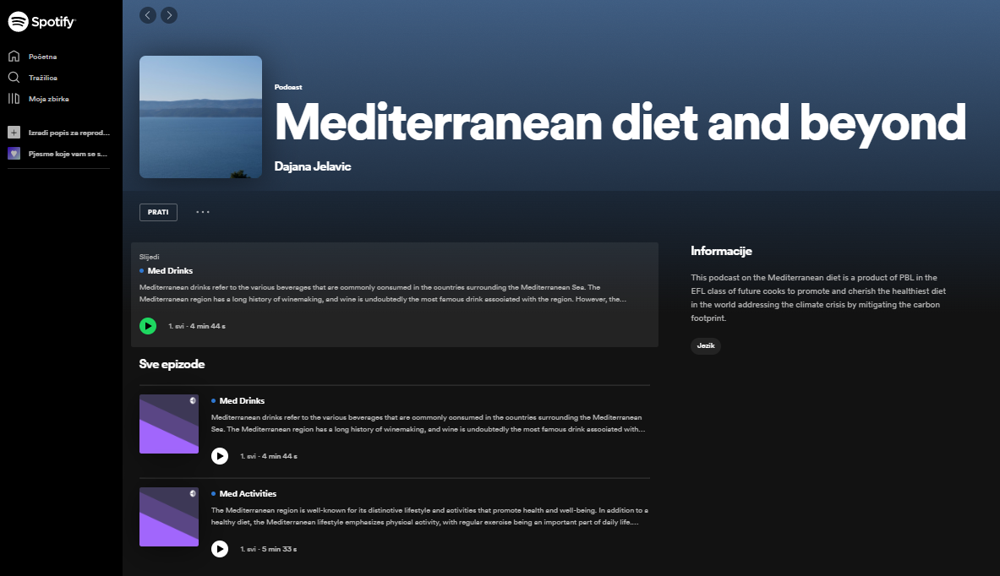 Spotify
Početna
Tražilica
Moja zbirka
Izradi popis za reprod...
Pjesme koje vam se s...
Podcast
Mediterranean diet and beyond
Dajana Jelavic
PRATI
Slijedi
Med Drinks
Mediterranean drinks refer to the various beverages that are commonly consumed in the countries surrounding the Mediterranean Sea. The
Mediterranean region has a long history of winemaking, and wine is undoubtedly the most famous drink associated with the region. However, the...
1. svi · 4 min 44 s
Sve epizode
Med Drinks
Mediterranean drinks refer to the various beverages that are commonly consumed in the countries surrounding the Mediterranean
Sea. The Mediterranean region has a long history of winemaking, and wine is undoubtedly the most famous drink associated with...
1. svi · 4 min 44 s
Med Activities
The Mediterranean region is well-known for its distinctive lifestyle and activities that promote health and well-being. In addition to a
healthy diet, the Mediterranean lifestyle emphasizes physical activity, with regular exercise being an important part of daily life....
1. svi · 5 min 33 s
Informacije
This podcast on the Mediterranean diet is a product of PBL in the
EFL class of future cooks to promote and cherish the healthiest diet
in the world addressing the climate crisis by mitigating the carbon
footprint.
Jezik